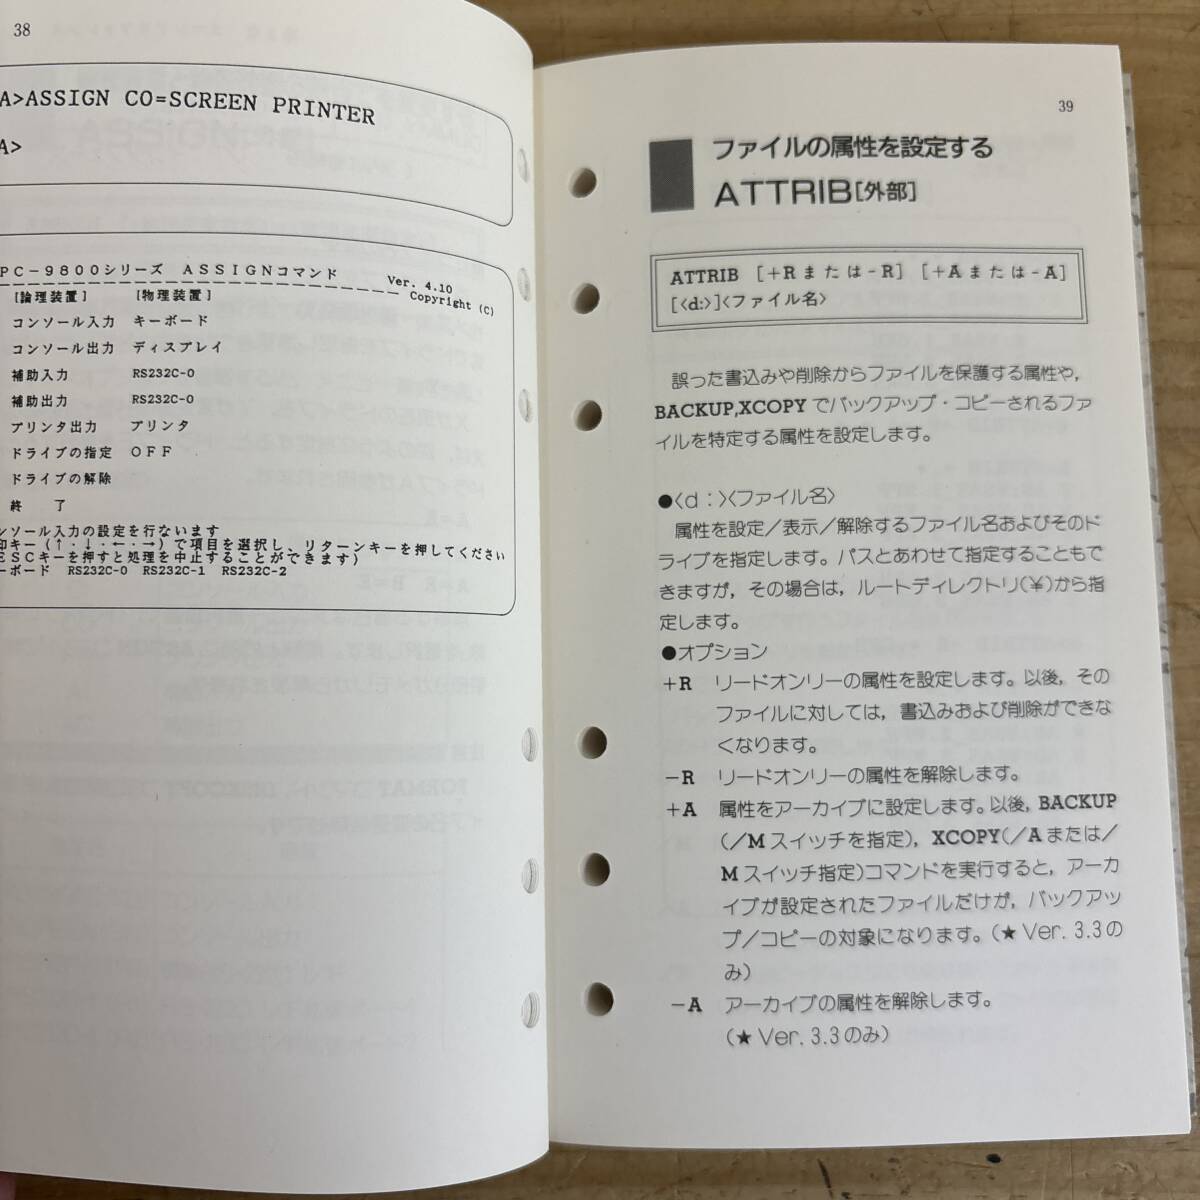 38
A>ASSIGN CO=SCREEN PRINTER
A>
PC-9800シリーズ ASSIGNコマンド Ver. 4.10
Copyright (C)
[論理装置] [物理装置]
コンソール入力 キーボード
コンソール出力 ディスプレイ
補助入力 RS232C-0
補助出力 RS232C-0
プリンタ出力 プリンタ
ドライブの指定 OFF
ドライブの解除
終 了
ンソール入力の設定を行ないます
印キー(↑・↓・←・→)で項目を選択し, リターンキーを押してください
ESCキーを押すと処理を中止することができます)
ーボード RS232C-0 RS232C-1 RS232C-2
39
ファイルの属性を設定する
ATTRIB[外部]
ATTRIB [+Rまたは-R] [+Aまたは-A]
[<d:>]<ファイル名>
誤った書込みや削除からファイルを保護する属性や,
BACKUP,XCOPYでバックアップ・コピーされるファ
イルを特定する属性を設定します。
●<d:><ファイル名>
属性を設定/表示/解除するファイル名およびそのド
ライブを指定します。パスとあわせて指定することもで
きますが, その場合は, ルートディレクトリ(¥)から指
定します。
●オプション
+R リードオンリーの属性を設定します。以後, その
ファイルに対しては, 書込みおよび削除ができな
くなります。
-R リードオンリーの属性を解除します。
+A 属性をアーカイブに設定します。以後, BACKUP
(/Mスイッチを指定), XCOPY(/Aまたは/
Mスイッチ指定)コマンドを実行すると, アーカ
イブが設定されたファイルだけが, バックアッ
プ/コピーの対象になります。(★Ver. 3.3の
み)
-A アーカイブの属性を解除します。
(★Ver. 3.3のみ)